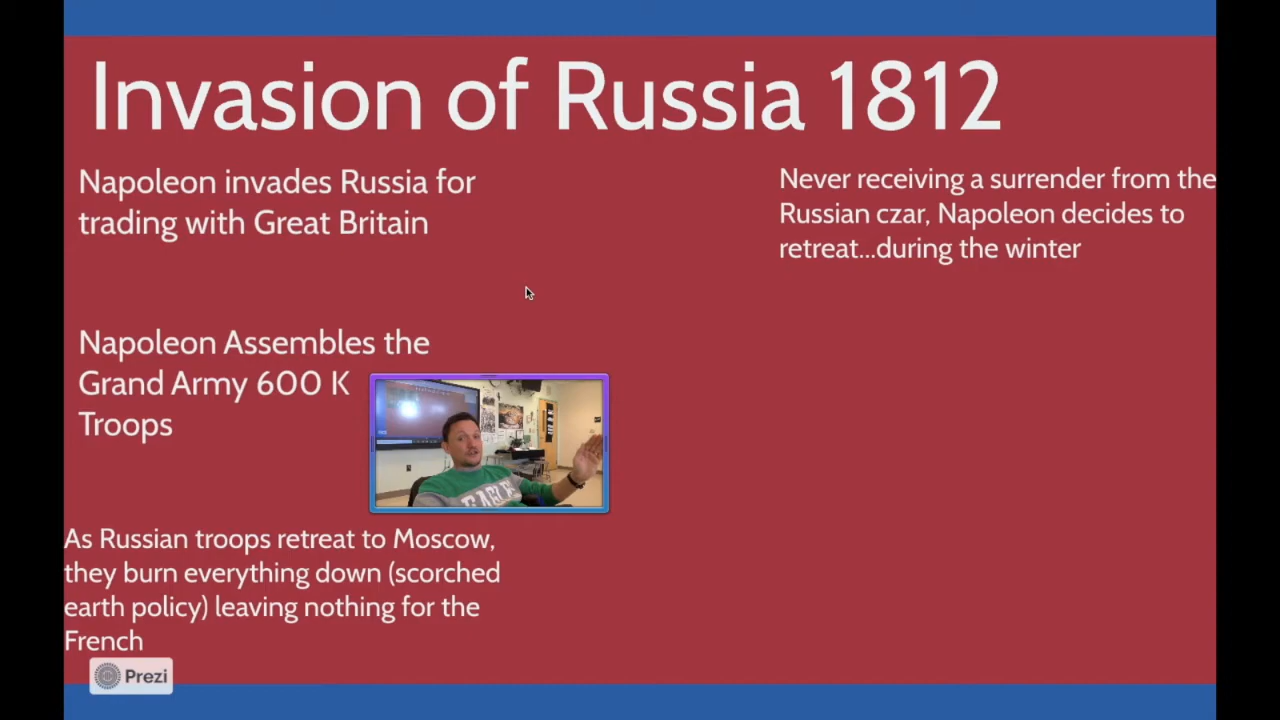 Invasion of Russia 1812
Napoleon invades Russia for
trading with Great Britain
Napoleon Assembles the
Grand Army 600 K
Troops
As Russian troops retreat to Moscow,
they burn everything down (scorched
earth policy) leaving nothing for the
French
Never receiving a surrender from the
Russian czar, Napoleon decides to
retreat...during the winter
EAGLES
Prezi